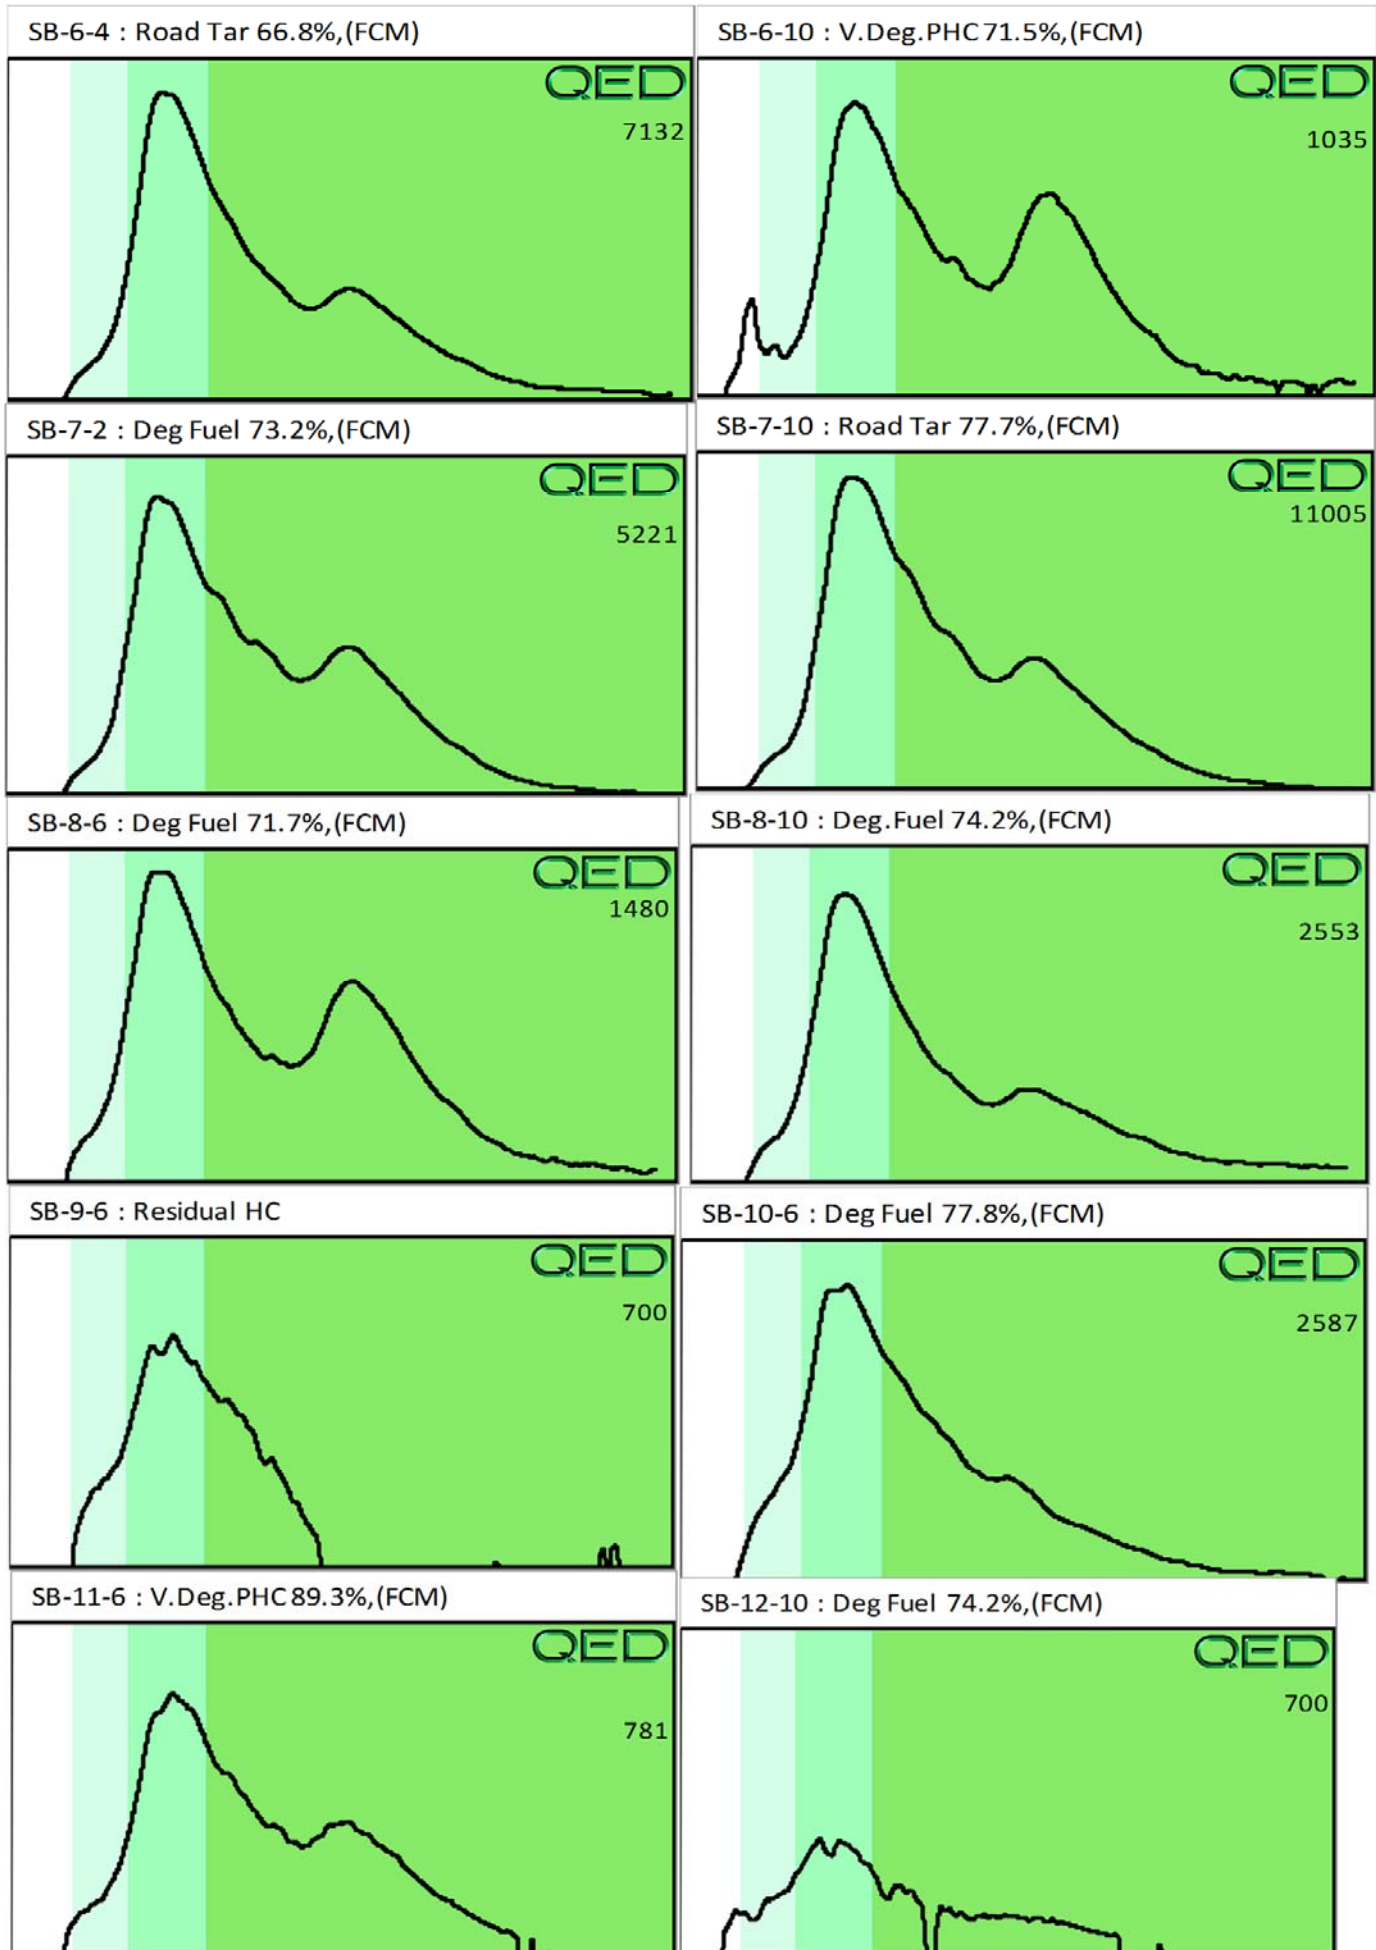 SB-6-4 : Road Tar 66.8%,(FCM)
QED
7132
SB-6-10 : V.Deg.PHC 71.5%,(FCM)
QED
1035
SB-7-2 : Deg Fuel 73.2%,(FCM)
QED
5221
SB-7-10 : Road Tar 77.7%,(FCM)
QED
11005
SB-8-6 : Deg Fuel 71.7%,(FCM)
QED
1480
SB-8-10 : Deg.Fuel 74.2%,(FCM)
QED
2553
SB-9-6 : Residual HC
QED
700
SB-10-6 : Deg Fuel 77.8%,(FCM)
QED
2587
SB-11-6 : V.Deg.PHC 89.3%,(FCM)
QED
781
SB-12-10 : Deg Fuel 74.2%,(FCM)
QED
700